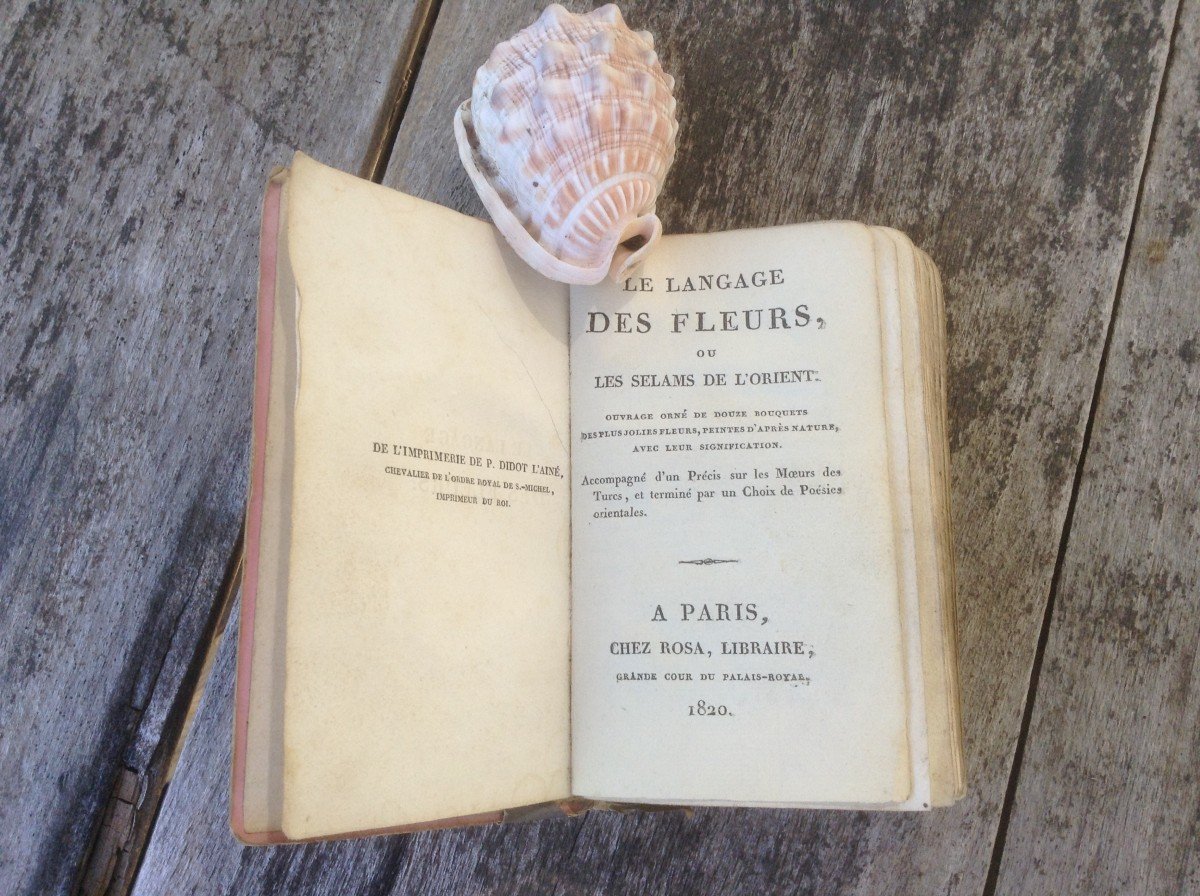 DE L'IMPRIMERIE DE P. DIDOT L'AINÉ,
CHEVALIER DE L'ORDRE ROYAL DE S.-MICHEL,
IMPRIMEUR DU ROI.
LE LANGAGE
DES FLEURS,
OU
LES SELAMS DE L'ORIENT.
OUVRAGE ORNÉ DE DOUZE BOUQUETS
DES PLUS JOLIES FLEURS, PEINTES D'APRÈS NATURE,
AVEC LEUR SIGNIFICATION.
Accompagné d'un Précis sur les Mœurs des
Turcs, et terminé par un Choix de Poésies
orientales.
A PARIS,
CHEZ ROSA, LIBRAIRE,
GRANDE COUR DU PALAIS-ROYAL.
1820.